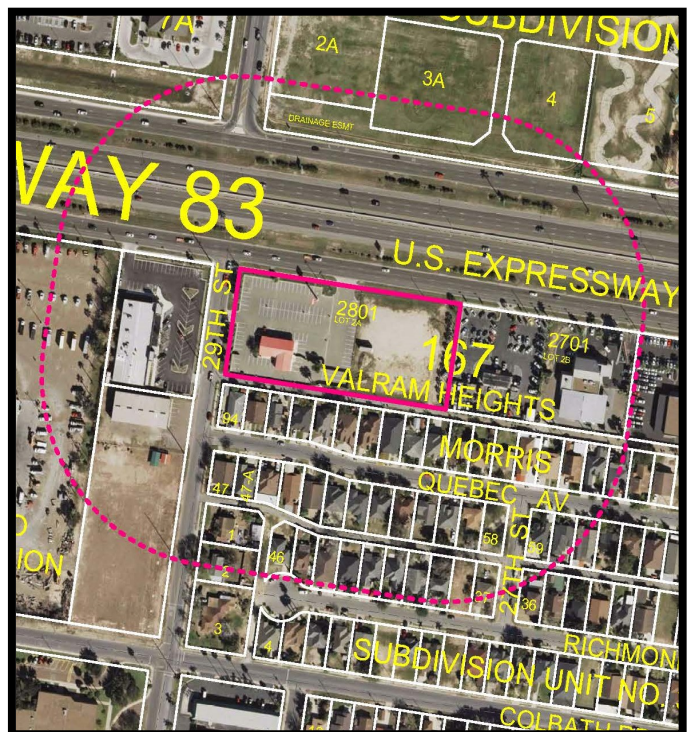 7A
SUBDIVISION
2A
3A
4
5
DRAINAGE ESMT
WAY 83
U.S. EXPRESSWAY
29TH ST
2801
LOT 2A
2701
LOT 2B
167
VALRAM HEIGHTS
94
MORRIS
QUEBEC AV
47
47-A
58
59
27TH ST
1
46
2
ION
36
3
4
RICHMON
SUBDIVISION UNIT NO.
COLBATH